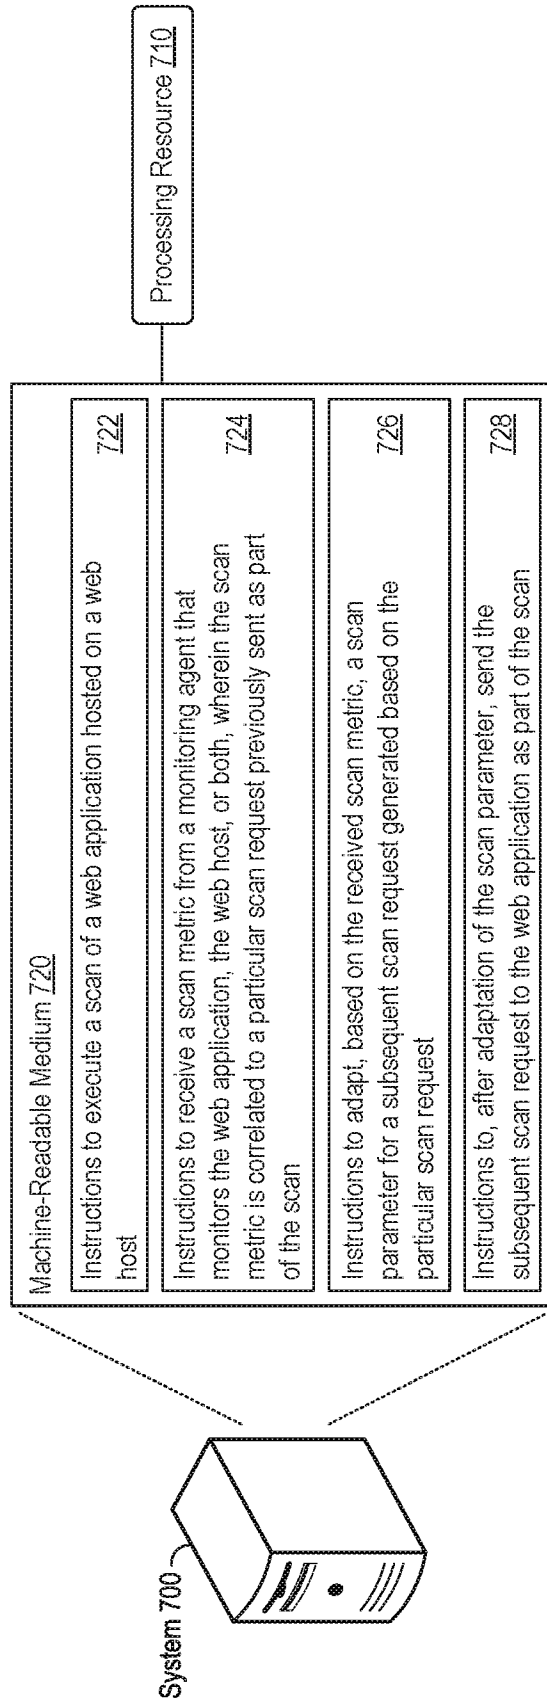 System 700
Machine-Readable Medium 720
Instructions to execute a scan of a web application hosted on a web
host
722
Instructions to receive a scan metric from a monitoring agent that
monitors the web application, the web host, or both, wherein the scan
metric is correlated to a particular scan request previously sent as part
of the scan
724
Instructions to adapt, based on the received scan metric, a scan
parameter for a subsequent scan request generated based on the
particular scan request
726
Instructions to, after adaptation of the scan parameter, send the
subsequent scan request to the web application as part of the scan
728
Processing Resource 710